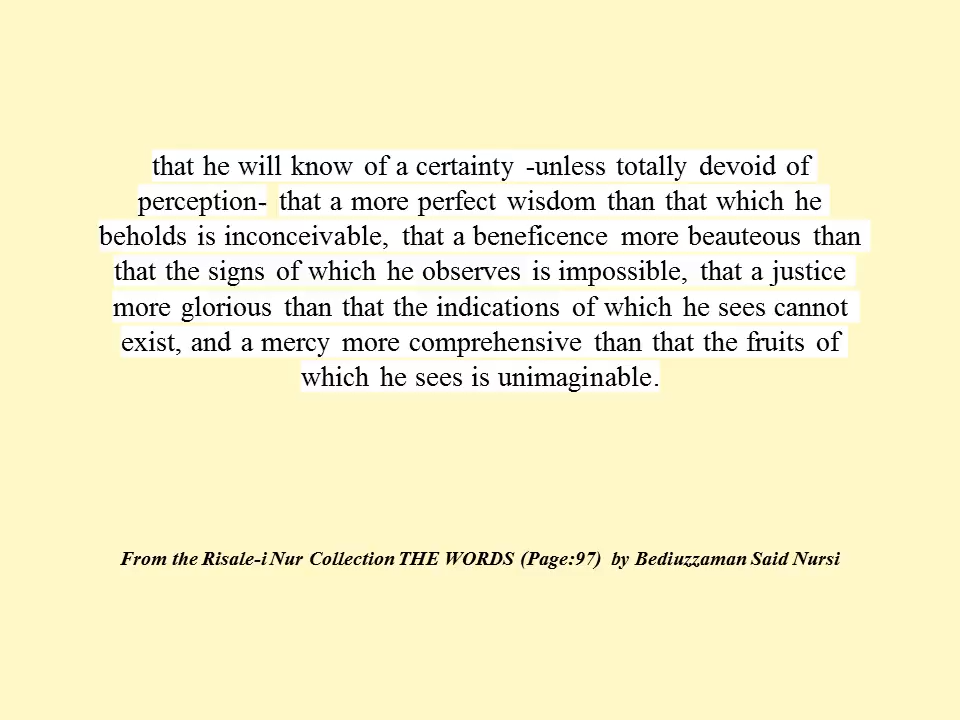 that he will know of a certainty -unless totally devoid of
perception- that a more perfect wisdom than that which he
beholds is inconceivable, that a beneficence more beauteous than
that the signs of which he observes is impossible, that a justice
more glorious than that the indications of which he sees cannot
exist, and a mercy more comprehensive than that the fruits of
which he sees is unimaginable.
From the Risale-i Nur Collection THE WORDS (Page:97) by Bediuzzaman Said Nursi